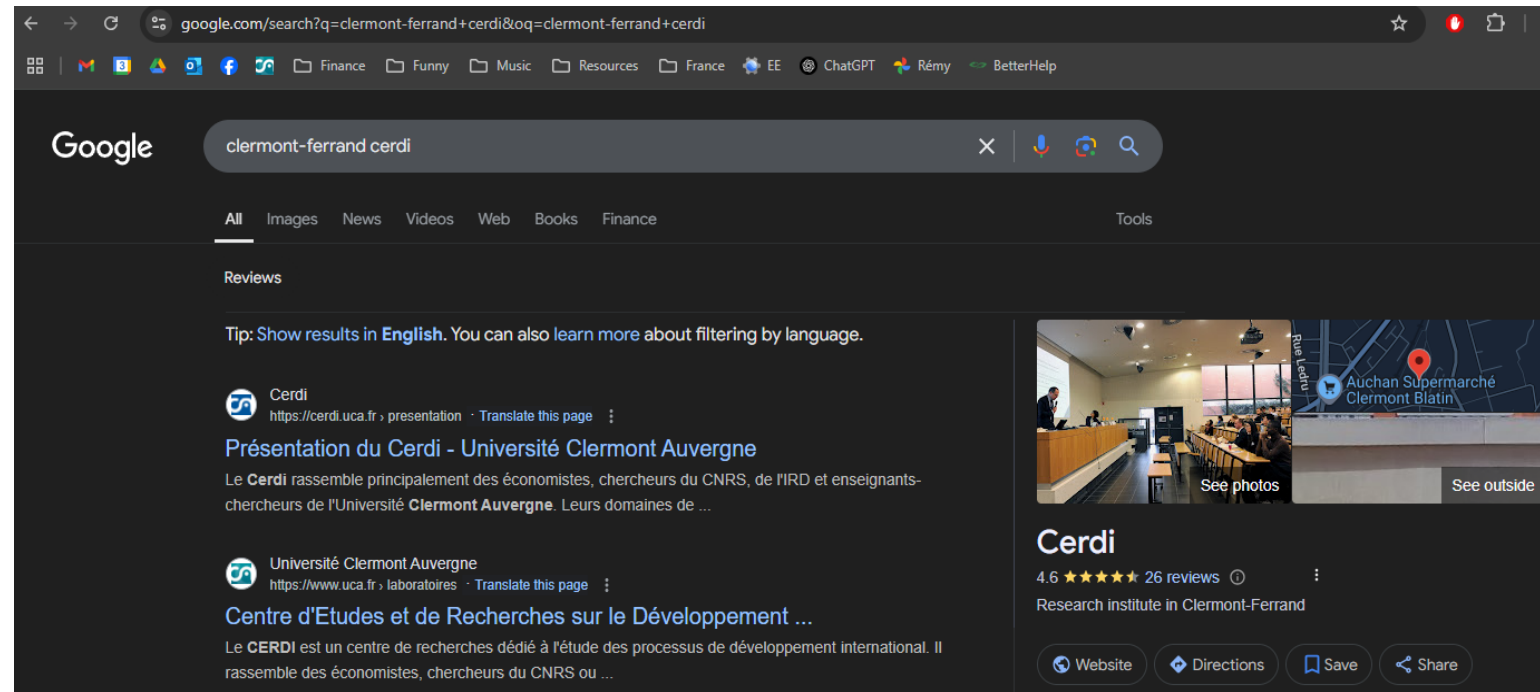 google.com/search?q=clermont-ferrand+cerdi&oq=clermont-ferrand+cerdi
Finance Funny Music Resources France EE ChatGPT Rémy BetterHelp
Google
clermont-ferrand cerdi
All Images News Videos Web Books Finance Tools
Reviews
Tip: Show results in English. You can also learn more about filtering by language.
Cerdi
https://cerdi.uca.fr › presentation · Translate this page
Présentation du Cerdi - Université Clermont Auvergne
Le Cerdi rassemble principalement des économistes, chercheurs du CNRS, de l'IRD et enseignants-
chercheurs de l'Université Clermont Auvergne. Leurs domaines de ...
Université Clermont Auvergne
https://www.uca.fr › laboratoires · Translate this page
Centre d'Etudes et de Recherches sur le Développement ...
Le CERDI est un centre de recherches dédié à l'étude des processus de développement international. Il
rassemble des économistes, chercheurs du CNRS ou ...
See photos
Rue Ledru
Auchan Supermarché
Clermont Blatin
See outside
Cerdi
4.6 26 reviews
Research institute in Clermont-Ferrand
Website Directions Save Share